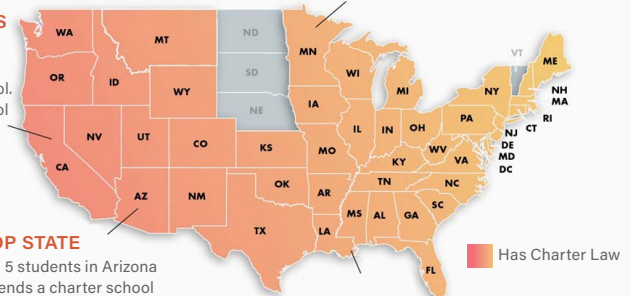 S
ol.
ol
WA
MT
ND
MN
VT
ME
OR
ID
SD
WI
NY
NH
MA
WY
MI
RI
IA
NE
PA
CT
NJ
DE
MD
DC
NV
UT
CO
IL
IN
OH
WV
VA
KS
MO
KY
CA
NC
TN
AZ
NM
OK
AR
SC
MS
AL
GA
TX
LA
FL
OP STATE
5 students in Arizona
ends a charter school
Has Charter Law